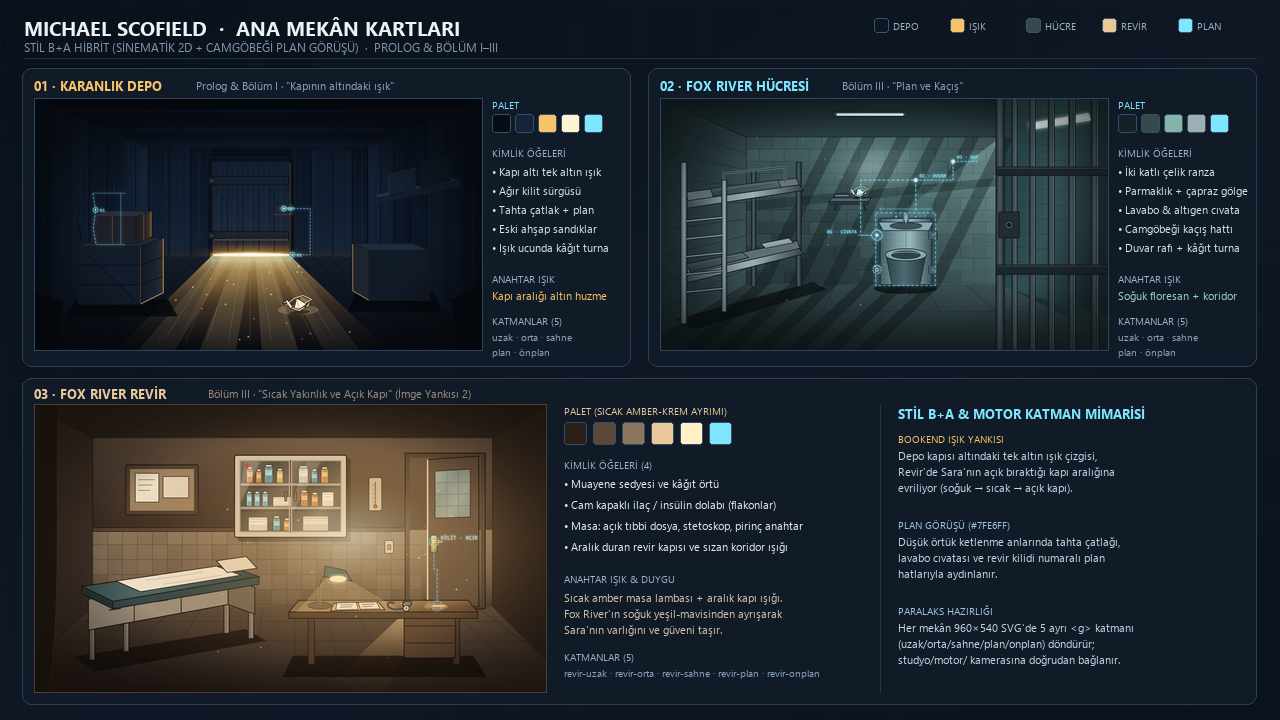 MICHAEL SCOFIELD · ANA MEKÂN KARTLARI
STİL B+A HİBRİT (SİNEMATİK 2D + CAMGÖBEĞİ PLAN GÖRÜŞÜ) · PROLOG & BÖLÜM I–III
DEPO
IŞIK
HÜCRE
REVİR
PLAN
01 · KARANLIK DEPO
Prolog & Bölüm I · "Kapının altındaki ışık"
PALET
KİMLİK ÖĞELERİ
• Kapı altı tek altın ışık
• Ağır kilit sürgüsü
• Tahta çatlak + plan
• Eski ahşap sandıklar
• Işık ucunda kâğıt turna
ANAHTAR IŞIK
Kapı aralığı altın huzme
KATMANLAR (5)
uzak · orta · sahne
plan · önplan
02 · FOX RIVER HÜCRESİ
Bölüm III · "Plan ve Kaçış"
01 · CIVATA
02 · DUVAR
PALET
KİMLİK ÖĞELERİ
• İki katlı çelik ranza
• Parmaklık + çapraz gölge
• Lavabo & altıgen cıvata
• Camgöbeği kaçış hattı
• Duvar rafı + kâğıt turna
ANAHTAR IŞIK
Soğuk floresan + koridor
KATMANLAR (5)
uzak · orta · sahne
plan · önplan
03 · FOX RIVER REVİR
Bölüm III · "Sıcak Yakınlık ve Açık Kapı" (İmge Yankısı 2)
KİLİT - AÇIK
PALET (SICAK AMBER-KREM AYRIMI)
KİMLİK ÖĞELERİ (4)
• Muayene sedyesi ve kâğıt örtü
• Cam kapaklı ilaç / insülin dolabı (flakonlar)
• Masa: açık tıbbi dosya, stetoskop, pirinç anahtar
• Aralık duran revir kapısı ve sızan koridor ışığı
ANAHTAR IŞIK & DUYGU
Sıcak amber masa lambası + aralık kapı ışığı.
Fox River'ın soğuk yeşil-mavisinden ayrışarak
Sara'nın varlığını ve güveni taşır.
KATMANLAR (5)
revir-uzak · revir-orta · revir-sahne · revir-plan · revir-onplan
STİL B+A & MOTOR KATMAN MİMARİSİ
BOOKEND IŞIK YANKISI
Depo kapısı altındaki tek altın ışık çizgisi,
Revir'de Sara'nın açık bıraktığı kapı aralığına
evriliyor (soğuk → sıcak → açık kapı).
PLAN GÖRÜŞÜ (#7FE6FF)
Düşük örtük ketlenme anlarında tahta çatlağı,
lavabo cıvatası ve revir kilidi numaralı plan
hatlarıyla aydınlanır.
PARALAKS HAZIRLIĞI
Her mekân 960×540 SVG'de 5 ayrı <g> katmanı
(uzak/orta/sahne/plan/onplan) döndürür;
studyo/motor/ kamerasına doğrudan bağlanır.